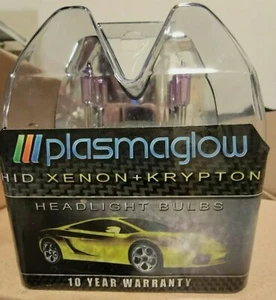 plasmaglow
HID XENON+KRYPTON
HEADLIGHT BULBS
10 YEAR WARRANTY